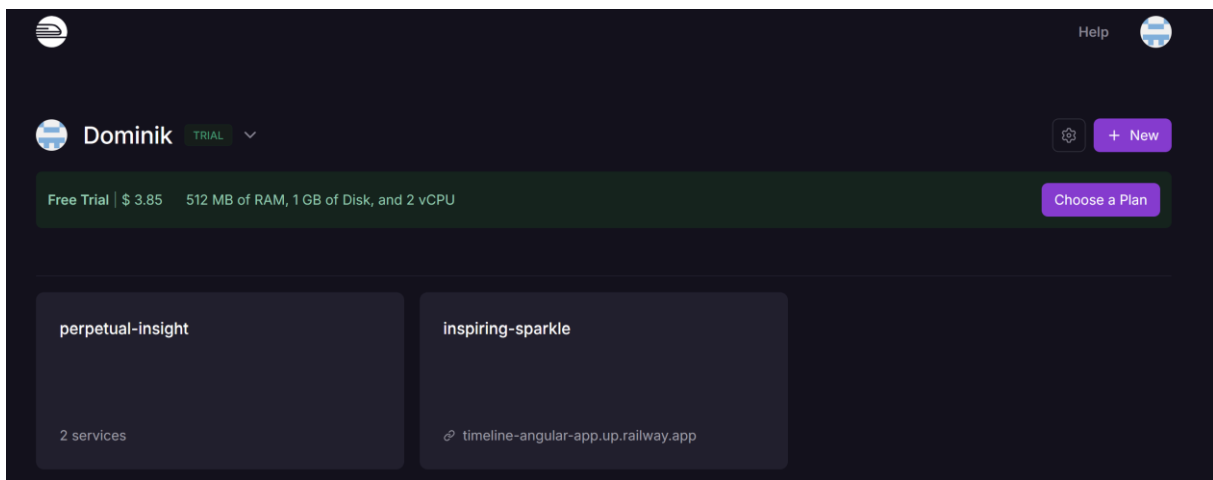 Help
Dominik TRIAL
+ New
Free Trial | $ 3.85 512 MB of RAM, 1 GB of Disk, and 2 vCPU
Choose a Plan
perpetual-insight
inspiring-sparkle
2 services
timeline-angular-app.up.railway.app